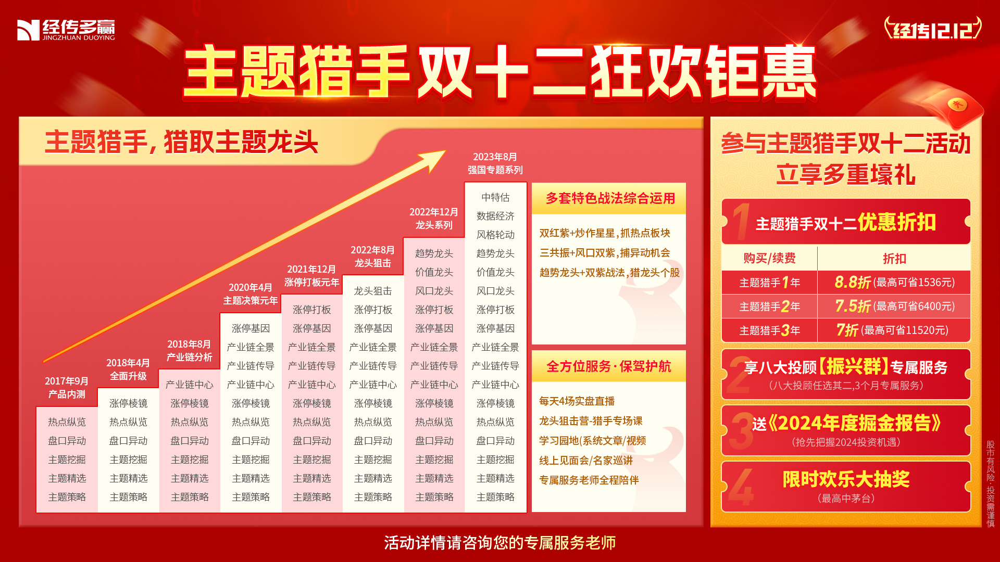 经传多赢
JINGZHUAN DUOYING
经传12.12
主题猎手双十二狂欢钜惠
主题猎手,猎取主题龙头
2017年9月
产品内测
热点纵览
盘口异动
主题挖掘
主题精选
主题策略
2018年4月
全面升级
涨停棱镜
热点纵览
盘口异动
主题挖掘
主题精选
主题策略
2018年8月
产业链分析
产业链中心
涨停棱镜
热点纵览
盘口异动
主题挖掘
主题精选
主题策略
2020年4月
主题决策元年
涨停基因
产业链全景
产业链传导
产业链中心
涨停棱镜
热点纵览
盘口异动
主题挖掘
主题精选
主题策略
2021年12月
涨停打板元年
涨停打板
涨停基因
产业链全景
产业链传导
产业链中心
涨停棱镜
热点纵览
盘口异动
主题挖掘
主题精选
主题策略
2022年8月
龙头狙击
龙头狙击
涨停打板
涨停基因
产业链全景
产业链传导
产业链中心
涨停棱镜
热点纵览
盘口异动
主题挖掘
主题精选
主题策略
2022年12月
龙头系列
趋势龙头
价值龙头
风口龙头
涨停打板
涨停基因
产业链全景
产业链传导
产业链中心
涨停棱镜
热点纵览
盘口异动
主题挖掘
主题精选
主题策略
2023年8月
强国专题系列
中特估
数据经济
风格轮动
趋势龙头
价值龙头
风口龙头
涨停打板
涨停基因
产业链全景
产业链传导
产业链中心
涨停棱镜
热点纵览
盘口异动
主题挖掘
主题精选
主题策略
多套特色战法综合运用
双红紫+炒作星星,抓热点板块
三共振+风口双紫,捕异动机会
趋势龙头+双紫战法,猎龙头个股
全方位服务·保驾护航
每天4场实盘直播
龙头狙击营-猎手专场课
学习园地(系统文章/视频
线上见面会/名家巡讲
专属服务老师全程陪伴
参与主题猎手双十二活动
立享多重壕礼
1
主题猎手双十二优惠折扣
购买/续费 折扣
主题猎手1年 8.8折(最高可省1536元)
主题猎手2年 7.5折(最高可省6400元)
主题猎手3年 7折(最高可省11520元)
2
享八大投顾【振兴群】专属服务
（八大投顾任选其二,3个月专属服务）
3
送《2024年度掘金报告》
（抢先把握2024投资机遇）
4
限时欢乐大抽奖
（最高中茅台）
股市有风险·投资需谨慎
活动详情请咨询您的专属服务老师